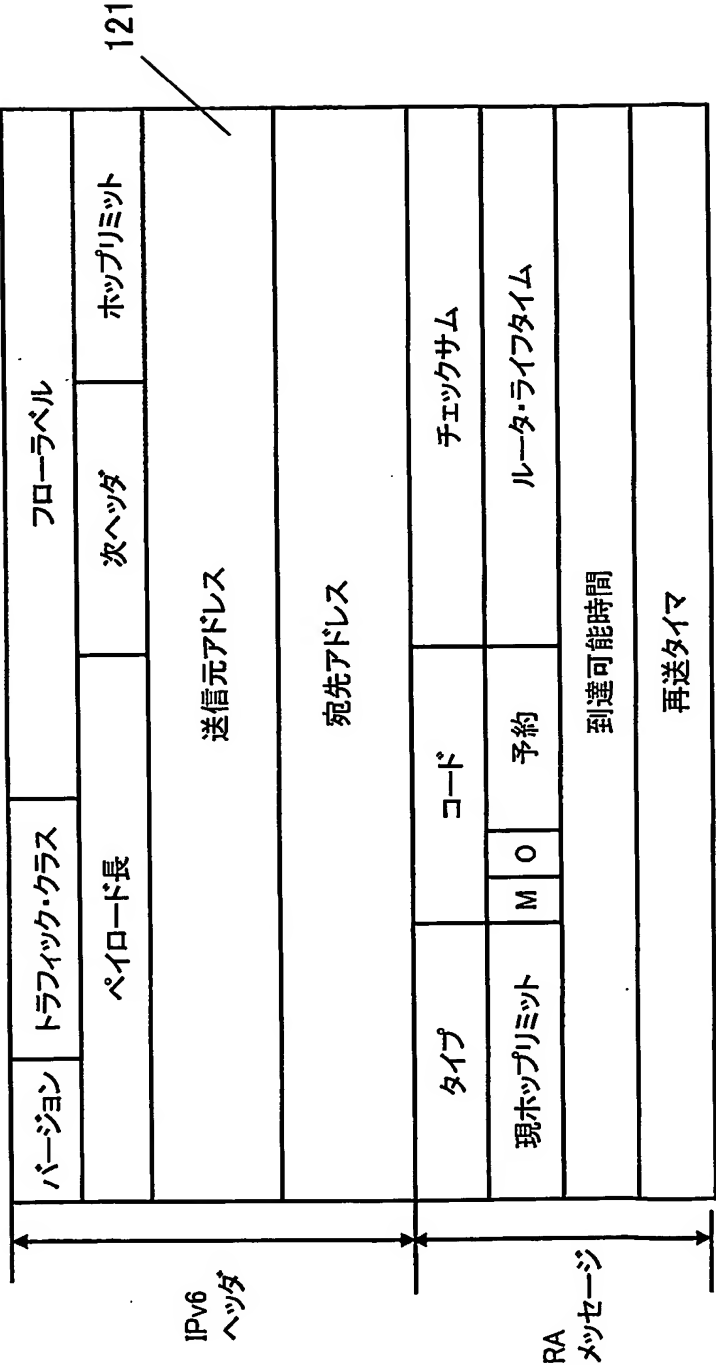 121
IPv6
ヘッダ
バージョン
トラフィック・クラス
フローラベル
ペイロード長
次ヘッダ
ホップリミット
送信元アドレス
宛先アドレス
RA
メッセージ
タイプ
コード
チェックサム
現ホップリミット
M
O
予約
ルータ・ライフタイム
到達可能時間
再送タイマ